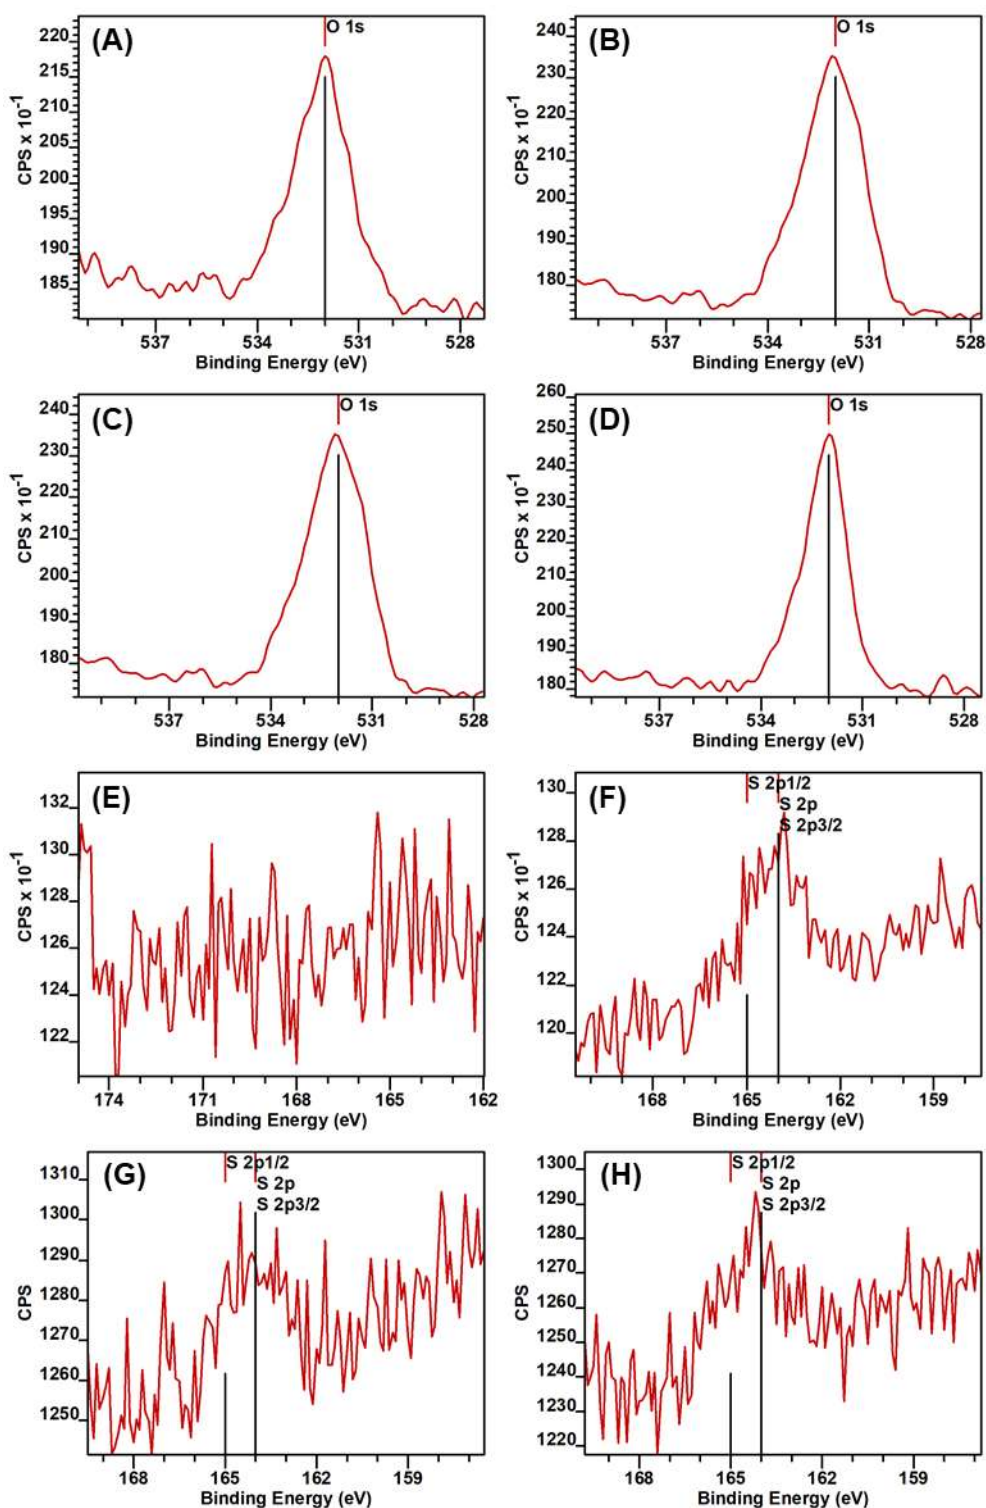 (A)
O 1s
220
215
210
205
200
195
190
185
CPS x 10-1
537 534 531 528
Binding Energy (eV)
(B)
O 1s
240
230
220
210
200
190
180
CPS x 10-1
537 534 531 528
Binding Energy (eV)
(C)
O 1s
240
230
220
210
200
190
180
CPS x 10-1
537 534 531 528
Binding Energy (eV)
(D)
O 1s
260
250
240
230
220
210
200
190
180
CPS x 10-1
537 534 531 528
Binding Energy (eV)
(E)
132
130
128
126
124
122
CPS x 10-1
174 171 168 165 162
Binding Energy (eV)
(F)
S 2p1/2
S 2p
S 2p3/2
130
128
126
124
122
120
CPS x 10-1
168 165 162 159
Binding Energy (eV)
(G)
S 2p1/2
S 2p
S 2p3/2
1310
1300
1290
1280
1270
1260
1250
CPS
168 165 162 159
Binding Energy (eV)
(H)
S 2p1/2
S 2p
S 2p3/2
1300
1290
1280
1270
1260
1250
1240
1230
1220
CPS
168 165 162 159
Binding Energy (eV)